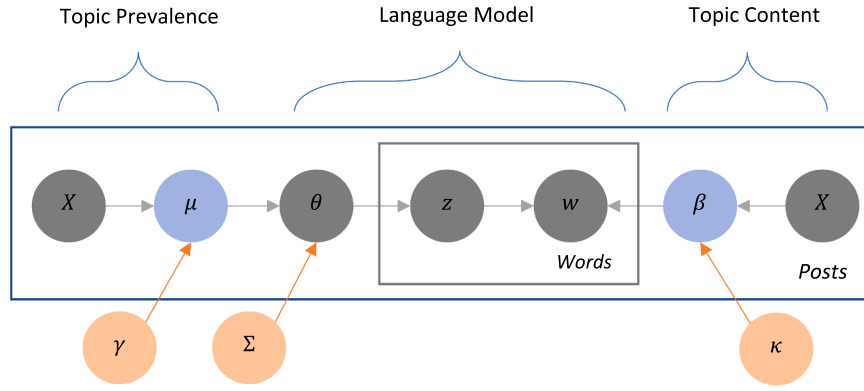 Topic Prevalence
Language Model
Topic Content
X
μ
θ
z
w
β
X
Words
Posts
γ
Σ
κ